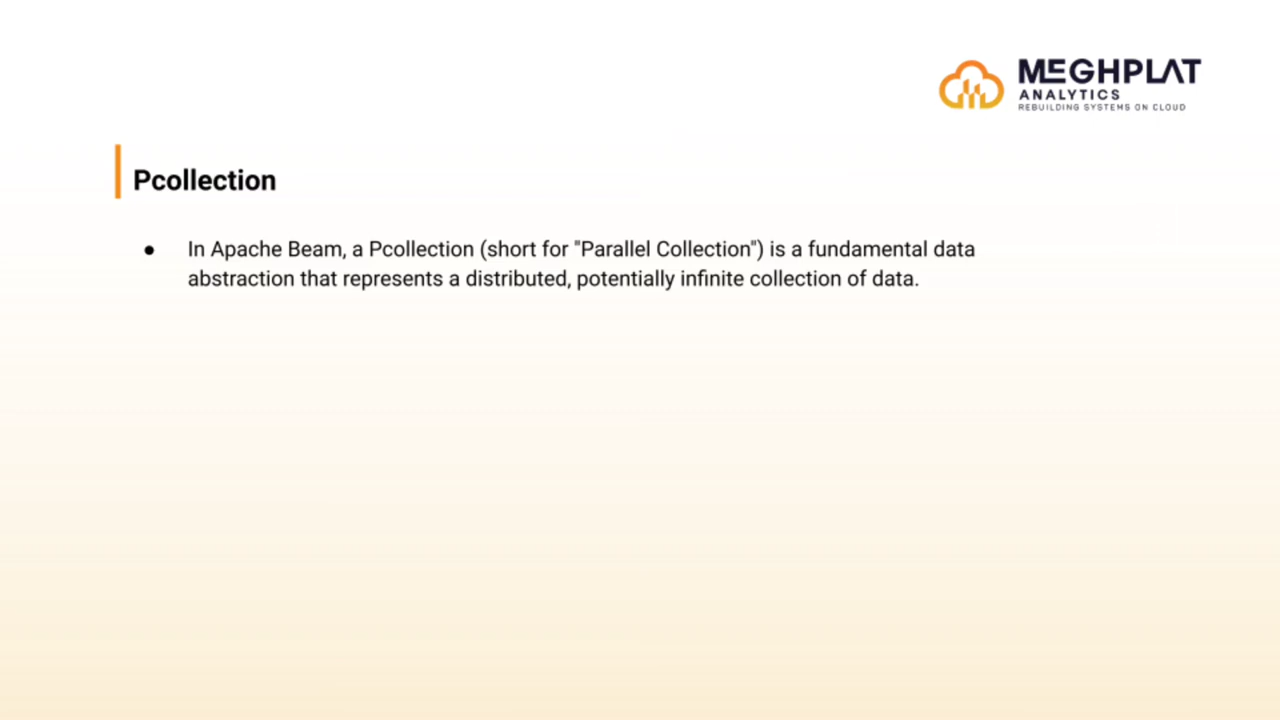 MEGHPLAT
ANALYTICS
REBUILDING SYSTEMS ON CLOUD
Pcollection
● In Apache Beam, a Pcollection (short for "Parallel Collection") is a fundamental data
abstraction that represents a distributed, potentially infinite collection of data.